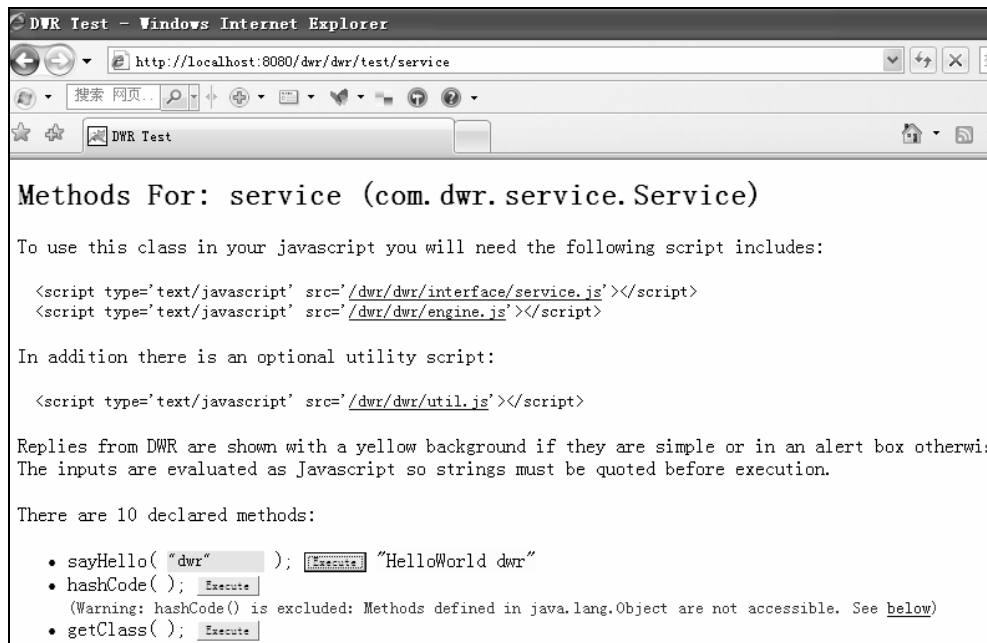 DWR Test - Windows Internet Explorer
http://localhost:8080/dwr/dwr/test/service
搜索 网页..
DWR Test
Methods For: service (com.dwr.service.Service)
To use this class in your javascript you will need the following script includes:
<script type='text/javascript' src='/dwr/dwr/interface/service.js'></script>
<script type='text/javascript' src='/dwr/dwr/engine.js'></script>
In addition there is an optional utility script:
<script type='text/javascript' src='/dwr/dwr/util.js'></script>
Replies from DWR are shown with a yellow background if they are simple or in an alert box otherwis
The inputs are evaluated as Javascript so strings must be quoted before execution.
There are 10 declared methods:
• sayHello( "dwr" ); Execute "HelloWorld dwr"
• hashCode( ); Execute
(Warning: hashCode() is excluded: Methods defined in java.lang.Object are not accessible. See below)
• getClass( ); Execute